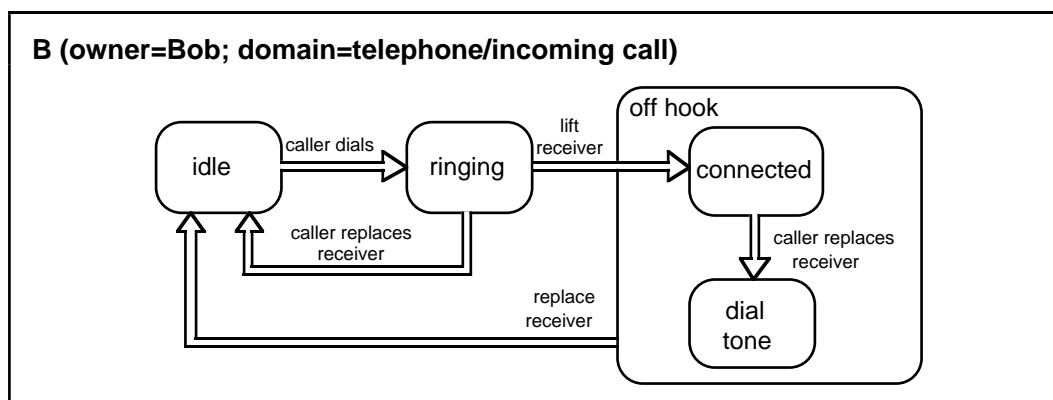 B (owner=Bob; domain=telephone/incoming call)
off hook
idle
caller dials
ringing
lift
receiver
connected
caller replaces
receiver
caller replaces
receiver
replace
receiver
dial
tone